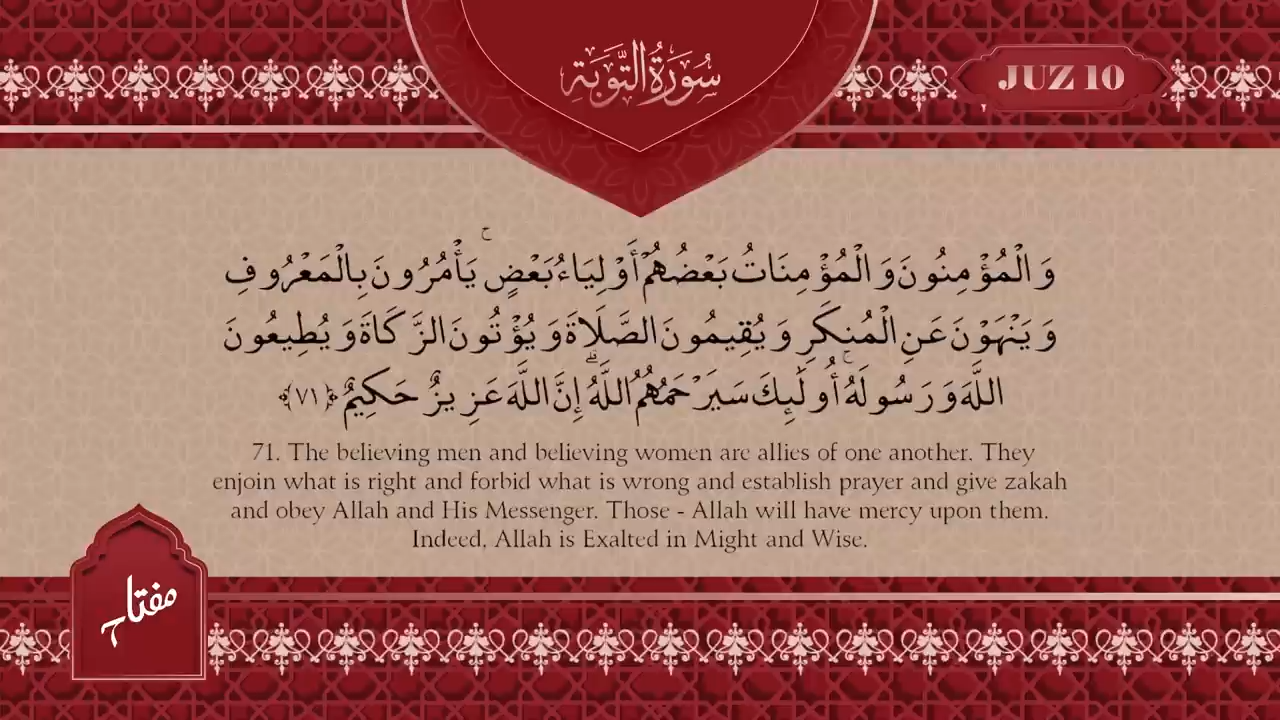 سُورَةُ التَّوْبَةِ
JUZ 10
وَالْمُؤْمِنُونَ وَالْمُؤْمِنَاتُ بَعْضُهُمْ أَوْلِيَاءُ بَعْضٍ ۚ يَأْمُرُونَ بِالْمَعْرُوفِ
وَيَنْهَوْنَ عَنِ الْمُنكَرِ وَيُقِيمُونَ الصَّلَاةَ وَيُؤْتُونَ الزَّكَاةَ وَيُطِيعُونَ
اللَّهَ وَرَسُولَهُ ۚ أُولَٰئِكَ سَيَرْحَمُهُمُ اللَّهُ ۗ إِنَّ اللَّهَ عَزِيزٌ حَكِيمٌ ﴿٧١﴾
71. The believing men and believing women are allies of one another. They
enjoin what is right and forbid what is wrong and establish prayer and give zakah
and obey Allah and His Messenger. Those - Allah will have mercy upon them.
Indeed, Allah is Exalted in Might and Wise.
مفتاح